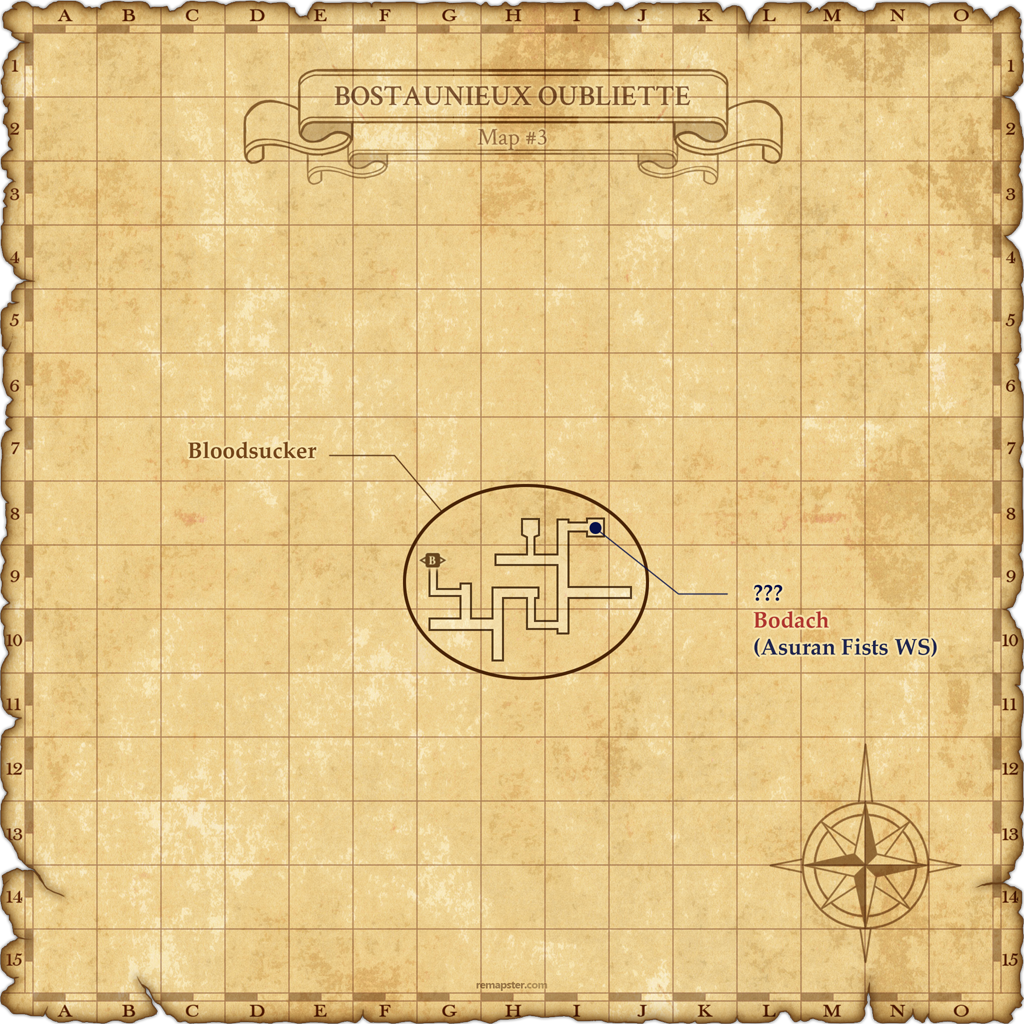 A B C D E F G H I J K L M N O
1 1
BOSTAUNIEUX OUBLIETTE
2 2
Map #3
3 3
4 4
5 5
6 6
7 7
Bloodsucker
8 8
B
9 9
???
Bodach
10 10
(Asuran Fists WS)
11 11
12 12
13 13
14 14
15 15
remapster.com
A B C D E F G H I J K L M N O